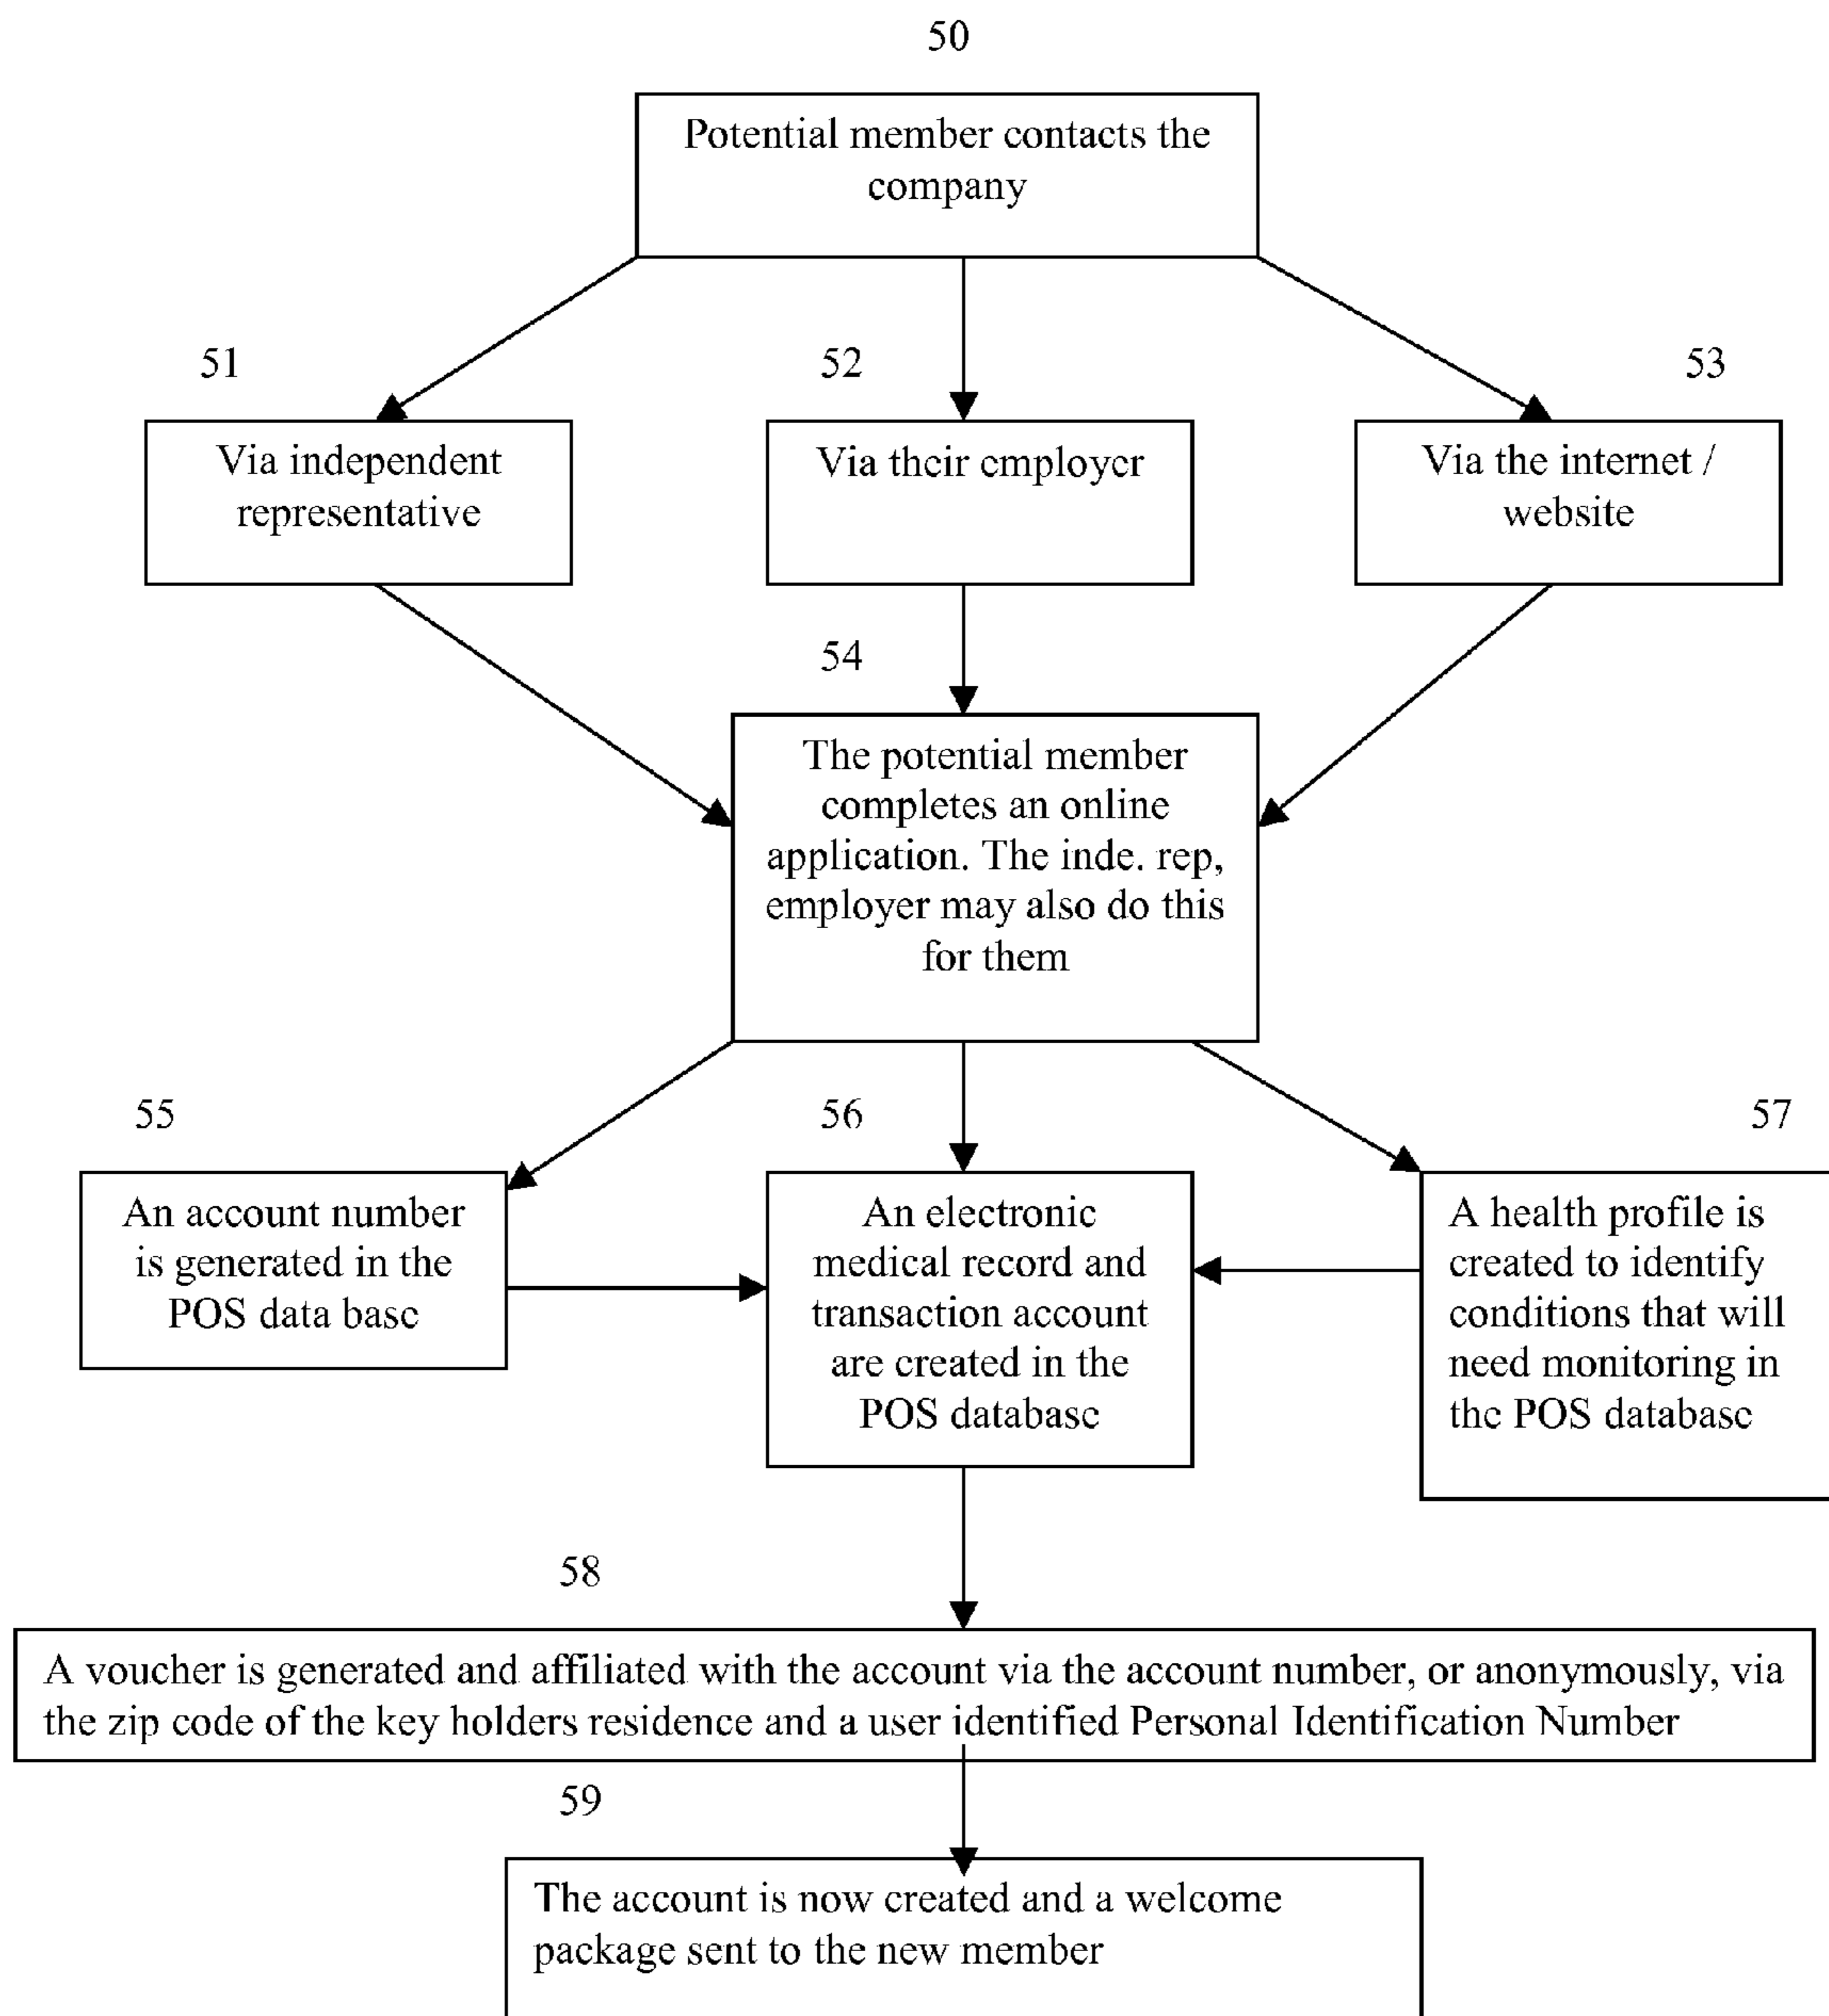 50
Potential member contacts the
company
51
52
53
Via independent
representative
Via their employer
Via the internet /
website
54
The potential member
completes an online
application. The inde. rep,
employer may also do this
for them
55
56
57
An account number
is generated in the
POS data base
An electronic
medical record and
transaction account
are created in the
POS database
A health profile is
created to identify
conditions that will
need monitoring in
the POS database
58
A voucher is generated and affiliated with the account via the account number, or anonymously, via
the zip code of the key holders residence and a user identified Personal Identification Number
59
The account is now created and a welcome
package sent to the new member